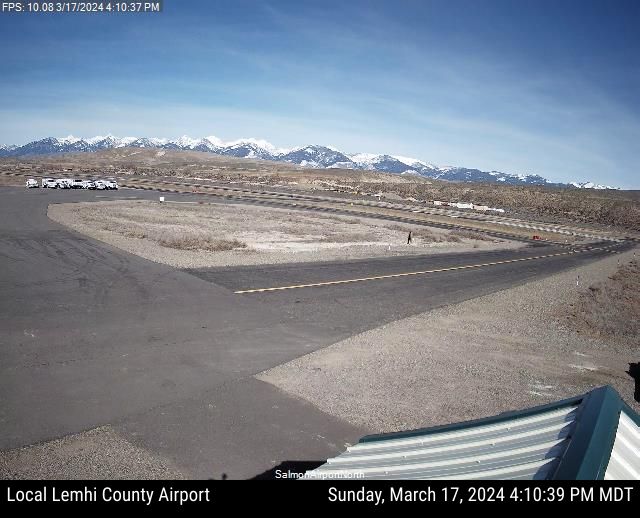 FPS: 10.08 3/17/2024 4:10:37 PM
SalmonAirportNorth
Local Lemhi County Airport
Sunday, March 17, 2024 4:10:39 PM MDT